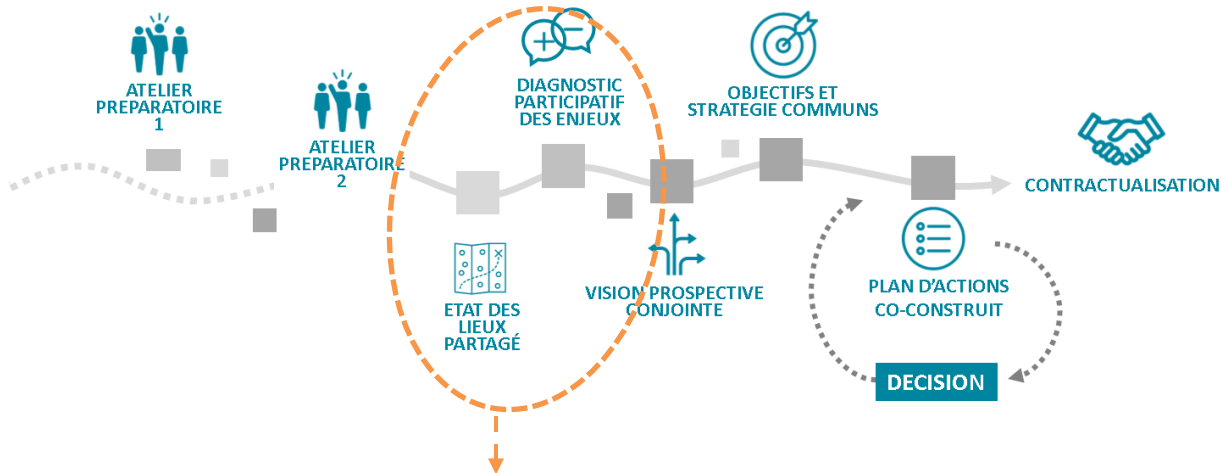 ATELIER
PREPARATOIRE
1
ATELIER
PREPARATOIRE
2
DIAGNOSTIC
PARTICIPATIF
DES ENJEUX
ETAT DES
LIEUX
PARTAGÉ
VISION PROSPECTIVE
CONJOINTE
OBJECTIFS ET
STRATEGIE COMMUNS
PLAN D'ACTIONS
CO-CONSTRUIT
DECISION
CONTRACTUALISATION